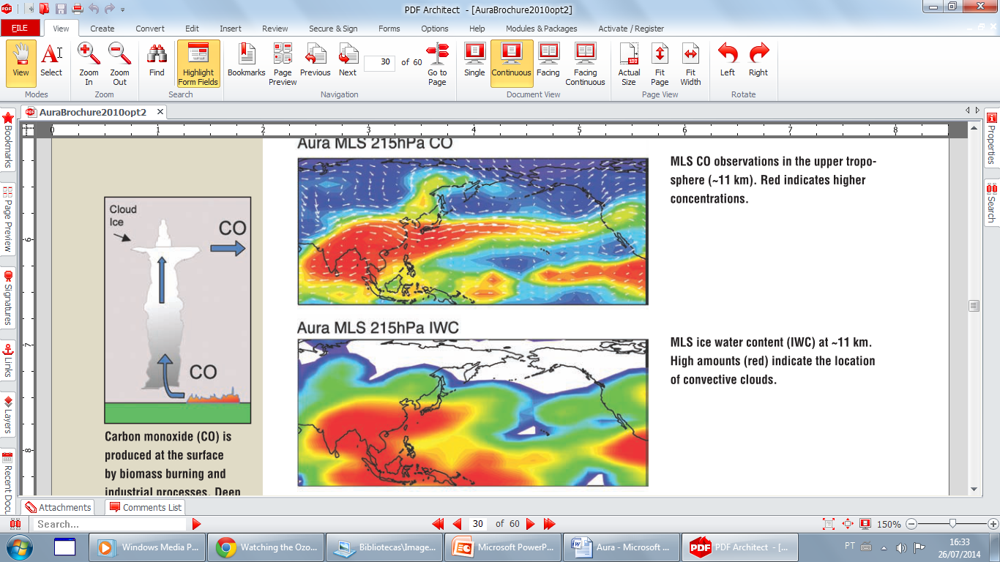 PDF Architect - [AuraBrochure2010opt2]
FILE View Create Convert Edit Insert Review Secure & Sign Forms Options Help Modules & Packages Activate / Register
View Select Zoom In Zoom Out Find Highlight Form Fields Bookmarks Page Preview Previous Next 30 of 60 Go to Page Single Continuous Facing Facing Continuous Actual Size Fit Page Fit Width Left Right
Modes Zoom Search Navigation Document View Page View Rotate
AuraBrochure2010opt2
Bookmarks
Page Preview
Signatures
Links
Layers
Recent Docu
0 1 2 3 4 5 6 7 8
6
7
8
Cloud
Ice
CO
CO
Carbon monoxide (CO) is
produced at the surface
by biomass burning and
industrial processes. Deep
Aura MLS 215hPa CO
MLS CO observations in the upper tropo-
sphere (~11 km). Red indicates higher
concentrations.
Aura MLS 215hPa IWC
MLS ice water content (IWC) at ~11 km.
High amounts (red) indicate the location
of convective clouds.
Properties
Search
Attachments Comments List
Search... 30 of 60 150%
Windows Media P... Watching the Ozo... Bibliotecas\Image... Microsoft PowerP... Aura - Microsoft ... PDF Architect - [... PT 16:33
26/07/2014